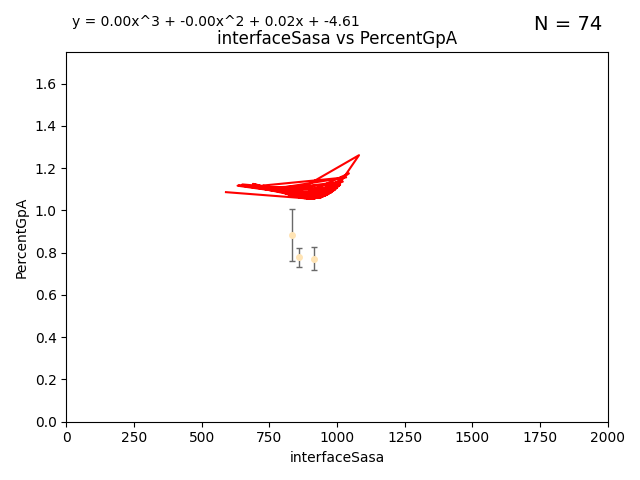 y = 0.00x^3 + -0.00x^2 + 0.02x + -4.61
N = 74
interfaceSasa vs PercentGpA
PercentGpA
1.6
1.4
1.2
1.0
0.8
0.6
0.4
0.2
0.0
0 250 500 750 1000 1250 1500 1750 2000
interfaceSasa